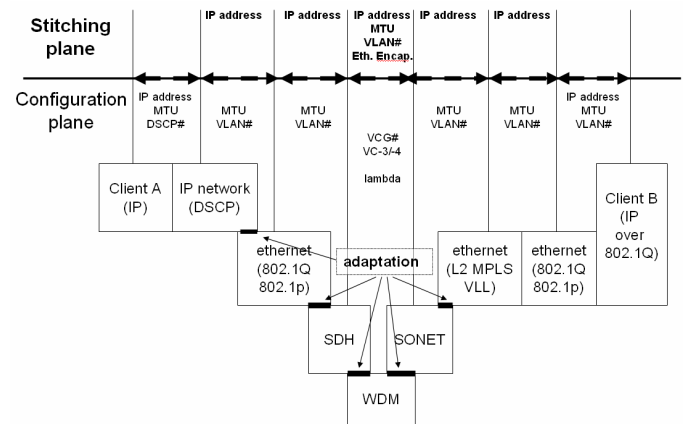 Stitching
plane
IP address
IP address
IP address
MTU
VLAN#
Eth. Encap.
IP address
IP address
Configuration
plane
IP address
MTU
DSCP#
MTU
VLAN#
MTU
VLAN#
VCG#
VC-3/-4
lambda
MTU
VLAN#
MTU
VLAN#
IP address
MTU
VLAN#
Client A
(IP)
IP network
(DSCP)
Client B
(IP
over
802.1Q)
ethernet
(802.1Q
802.1p)
adaptation
ethernet
(L2 MPLS
VLL)
ethernet
(802.1Q
802.1p)
SDH
SONET
WDM